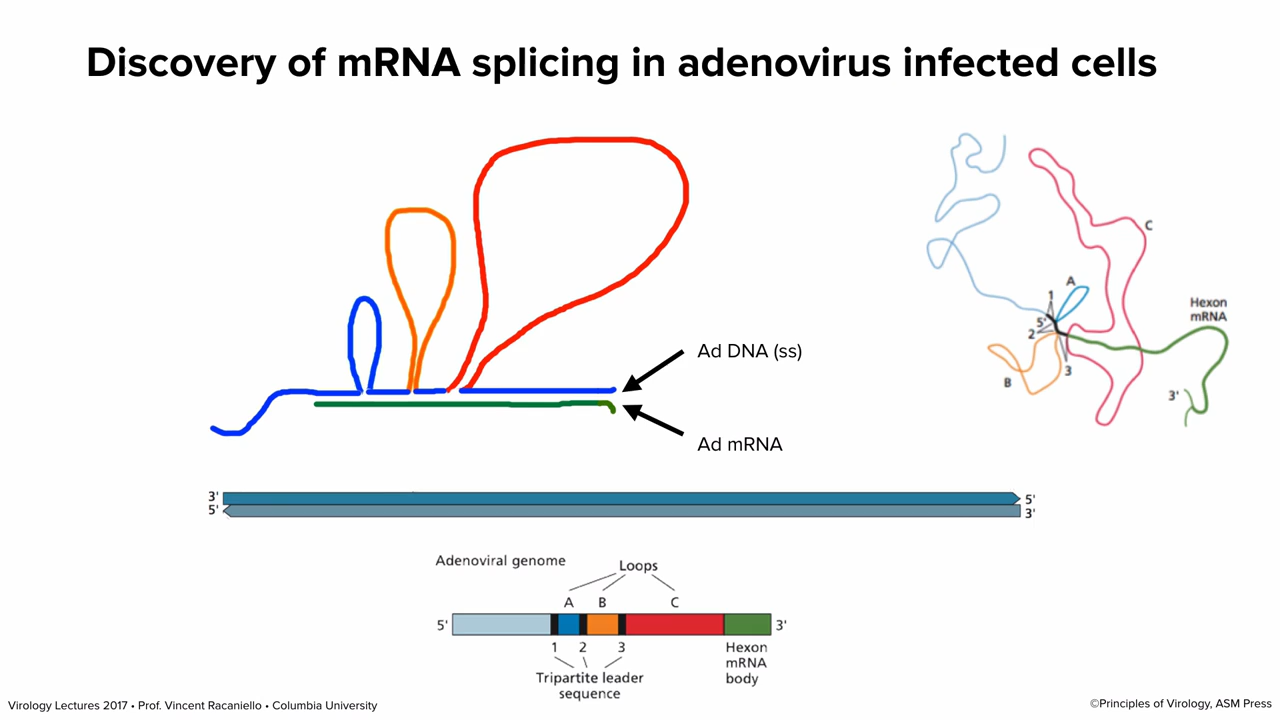 Discovery of mRNA splicing in adenovirus infected cells
Ad DNA (ss)
Ad mRNA
C
A
1
5'
2
3
B
Hexon
mRNA
3'
3' 5'
5' 3'
Adenoviral genome
Loops
A B C
5' 3'
1 2 3
Tripartite leader
sequence
Hexon
mRNA
body
Virology Lectures 2017 • Prof. Vincent Racaniello • Columbia University
©Principles of Virology, ASM Press